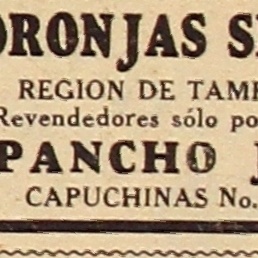 ORONJAS S
REGION DE TAM
Revendedores sólo po
PANCHO
CAPUCHINAS No.